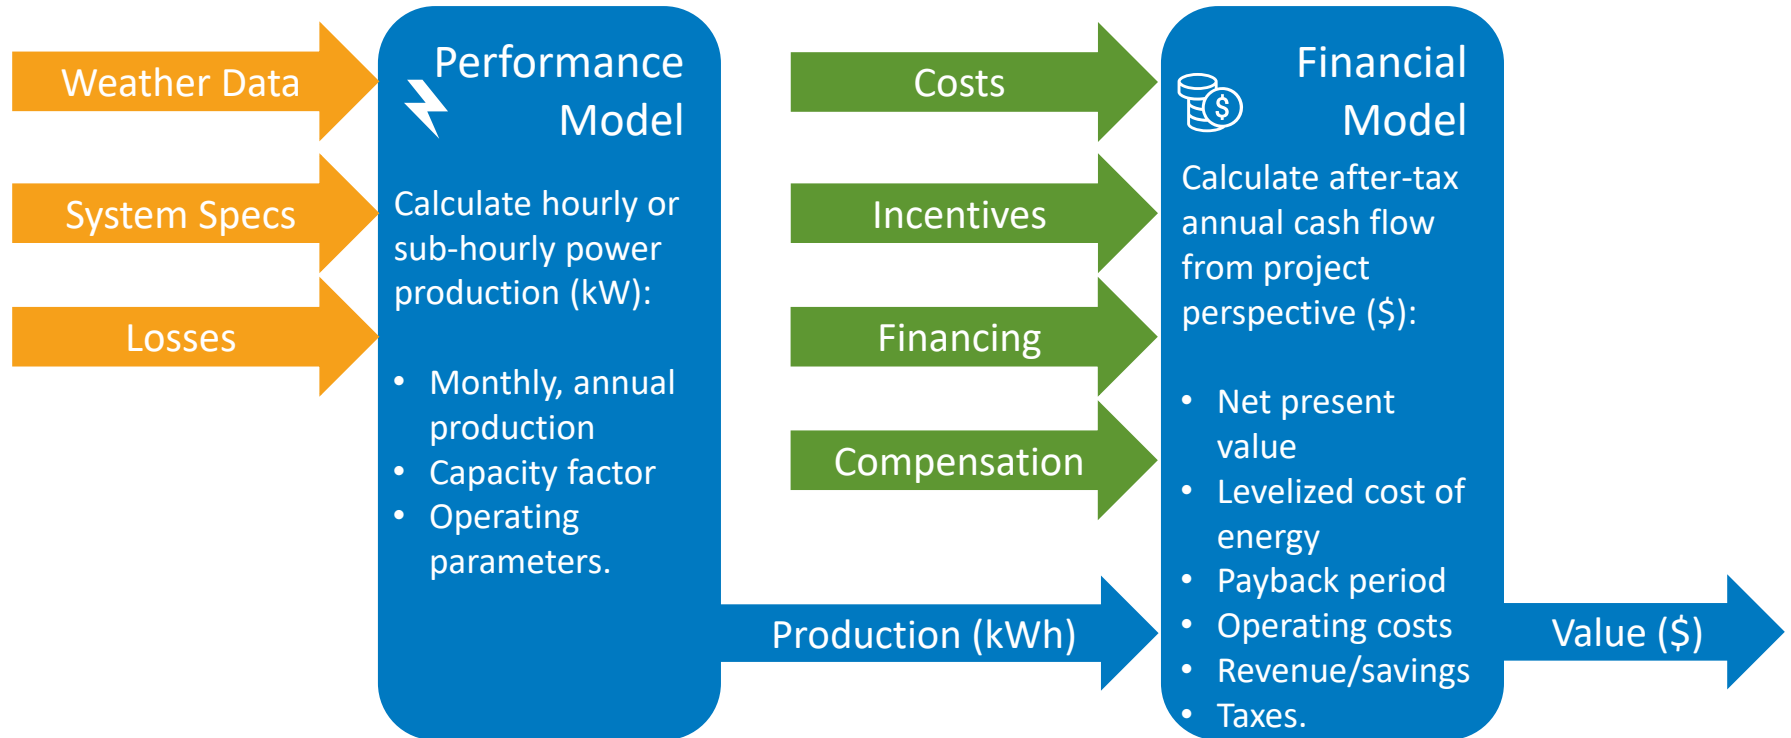 Weather Data
System Specs
Losses
Performance
Model
Calculate hourly or
sub-hourly power
production (kW):
• Monthly, annual
production
• Capacity factor
• Operating
parameters.
Costs
Incentives
Financing
Compensation
Production (kWh)
$
Financial
Model
Calculate after-tax
annual cash flow
from project
perspective ($):
• Net present
value
• Levelized cost of
energy
• Payback period
• Operating costs
• Revenue/savings
• Taxes.
Value ($)